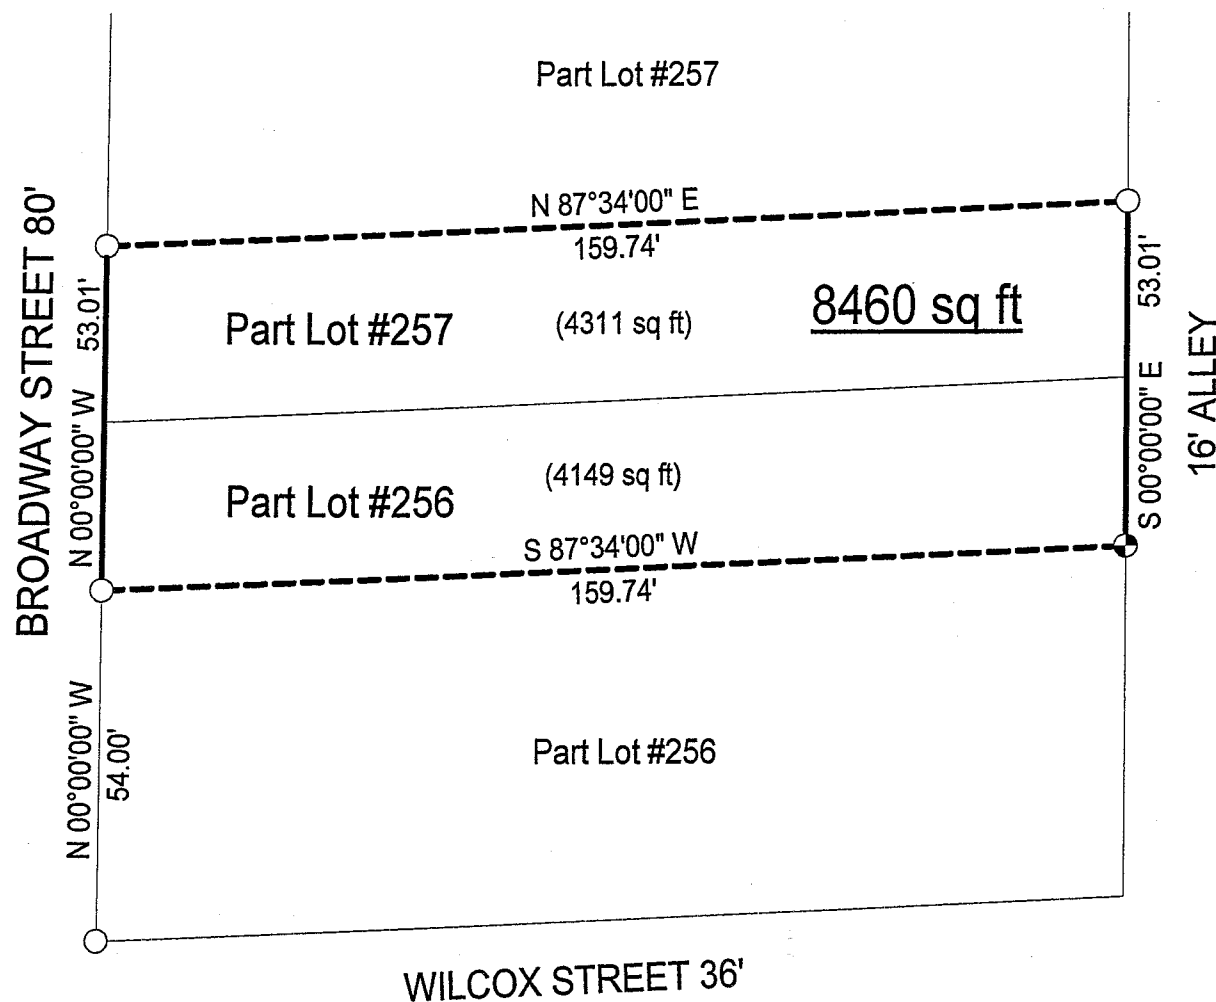 Part Lot #257
N 87°34'00" E
159.74'
BROADWAY STREET 80'
N 00°00'00" W 53.01'
Part Lot #257
(4311 sq ft)
8460 sq ft
S 00°00'00" E 53.01'
16' ALLEY
Part Lot #256
(4149 sq ft)
S 87°34'00" W
159.74'
N 00°00'00" W
54.00'
Part Lot #256
WILCOX STREET 36'